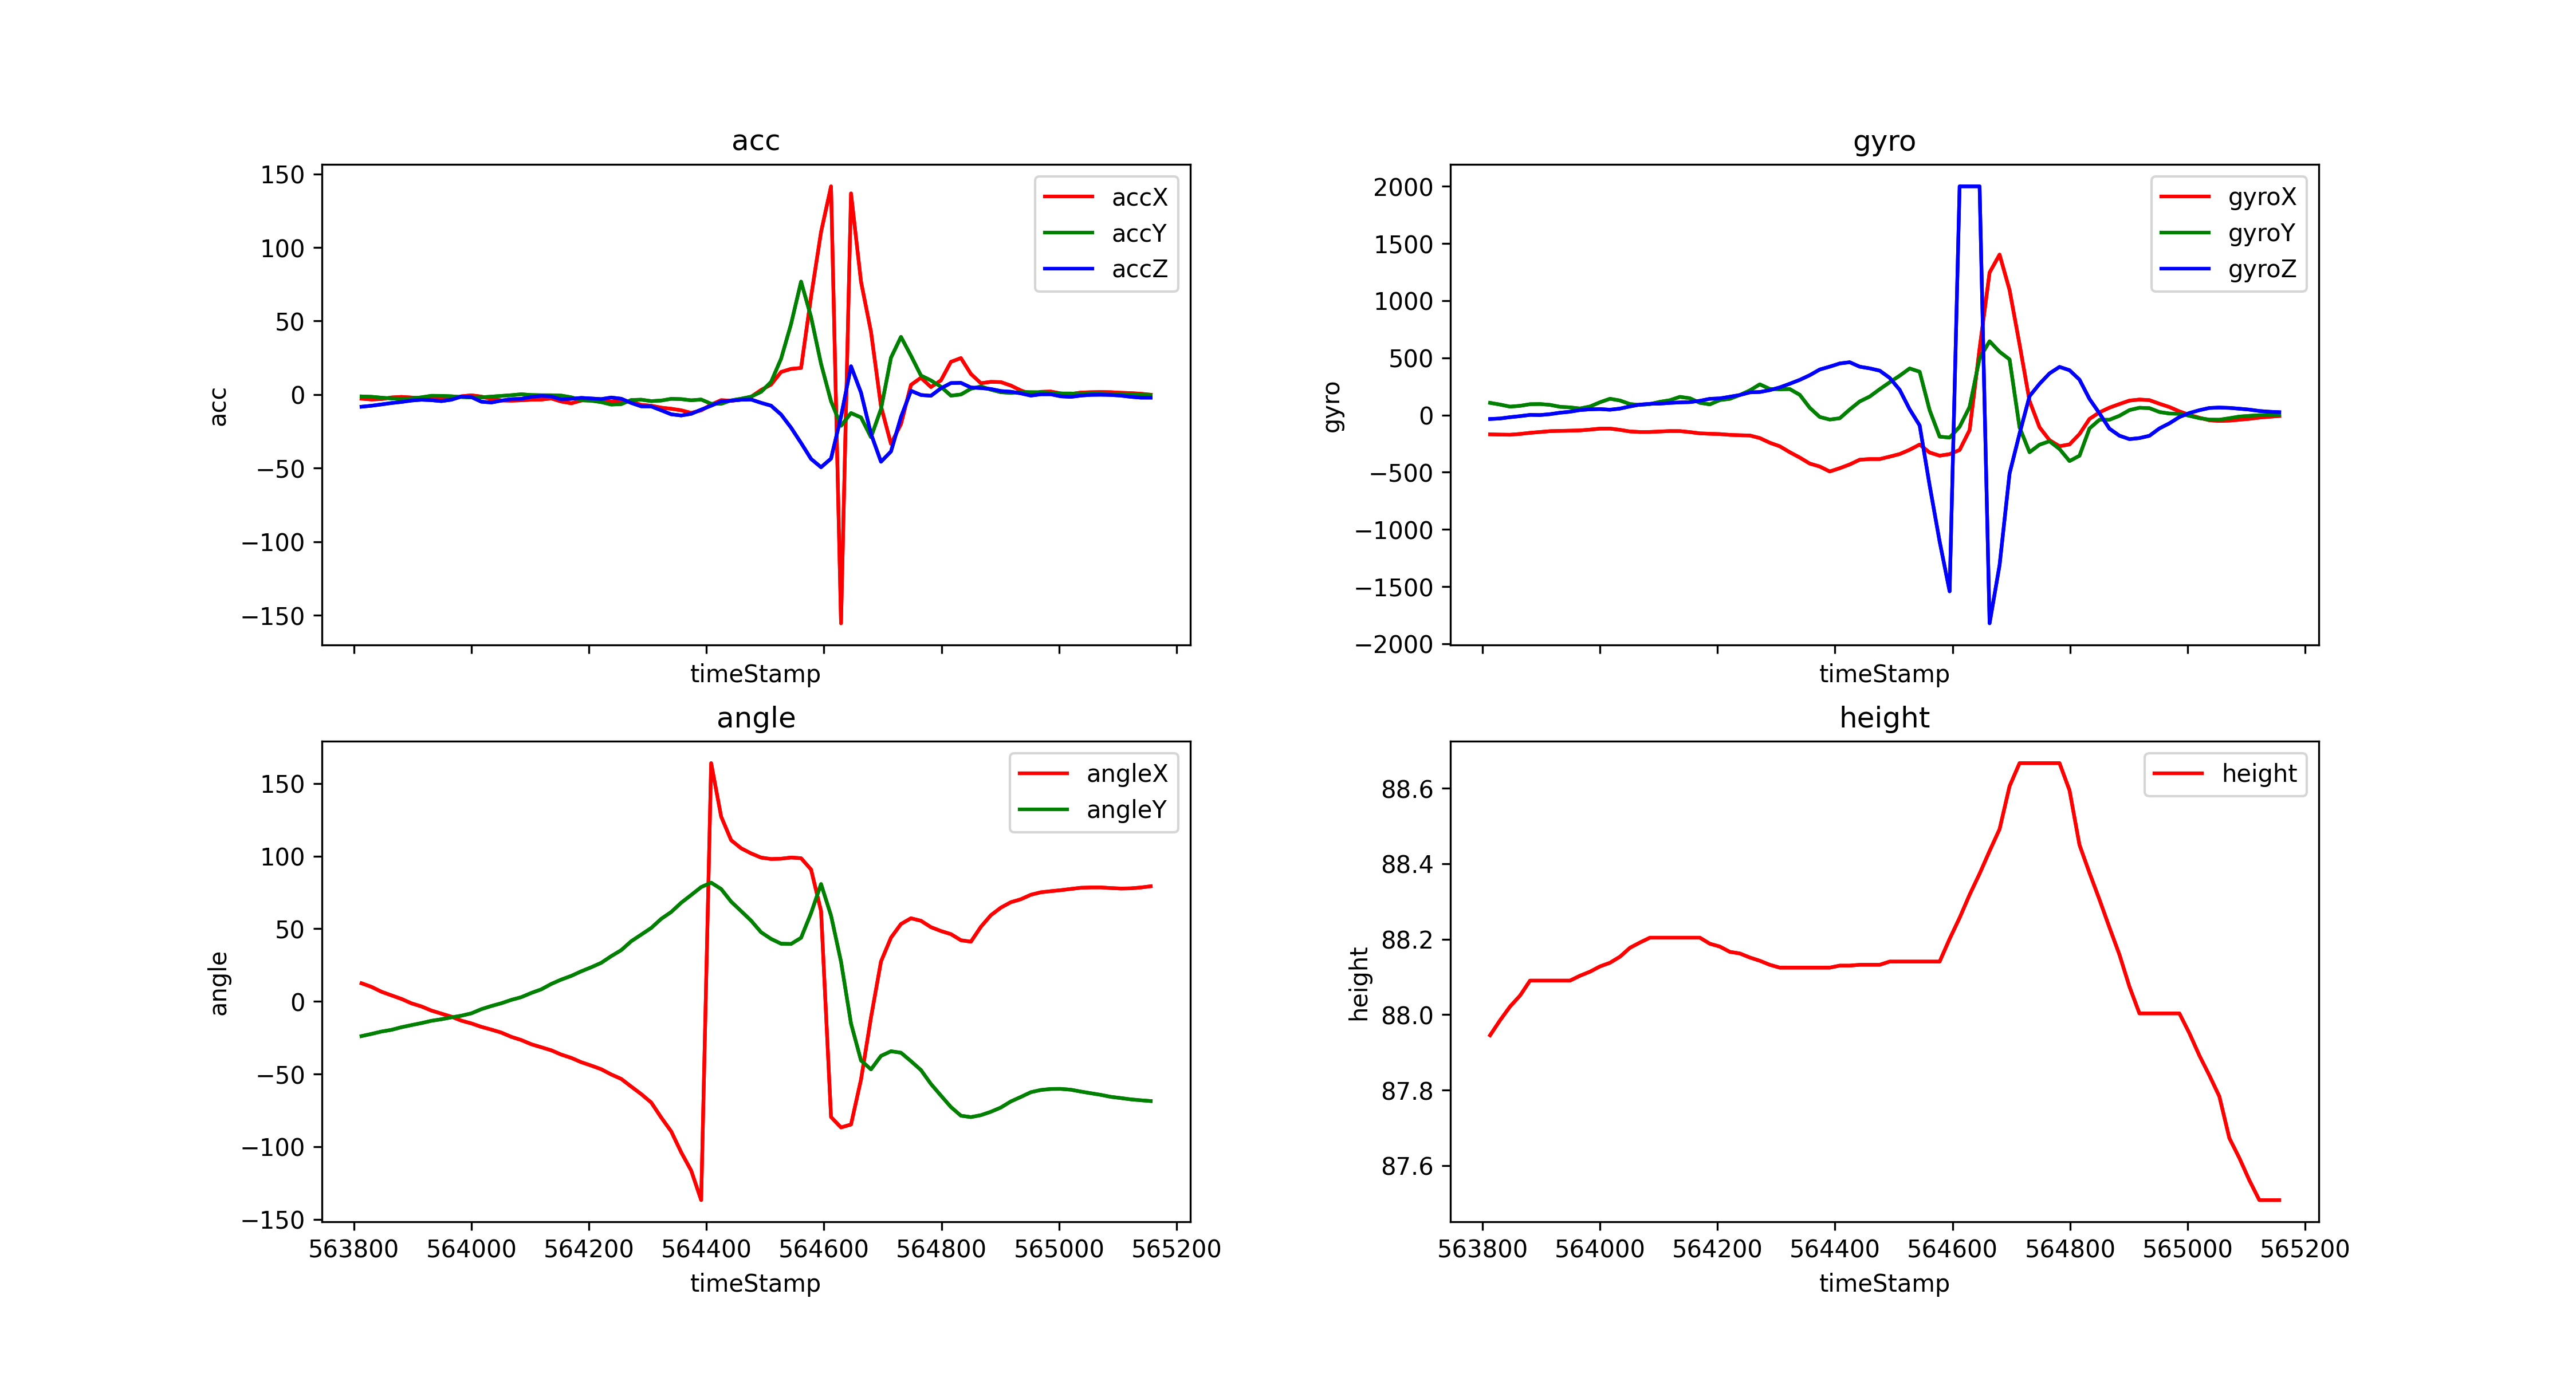 acc
150
100
50
0
−50
−100
−150
acc
accX
accY
accZ
timeStamp
gyro
2000
1500
1000
500
0
−500
−1000
−1500
−2000
gyro
gyroX
gyroY
gyroZ
timeStamp
angle
150
100
50
0
−50
−100
−150
angle
angleX
angleY
563800 564000 564200 564400 564600 564800 565000 565200
timeStamp
height
88.6
88.4
88.2
88.0
87.8
87.6
height
height
563800 564000 564200 564400 564600 564800 565000 565200
timeStamp